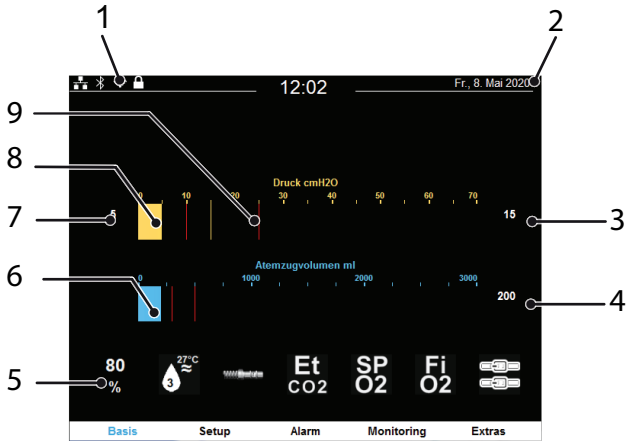 1
2
12:02
Fr., 8. Mai 2020
9
8
Druck cmH2O
0 10 20 30 40 50 60 70
7
5
15
3
Atemzugvolumen ml
6
0 1000 2000 3000
200
4
80
%
5
27°C
3
Et
CO2
SP
O2
Fi
O2
Basis Setup Alarm Monitoring Extras